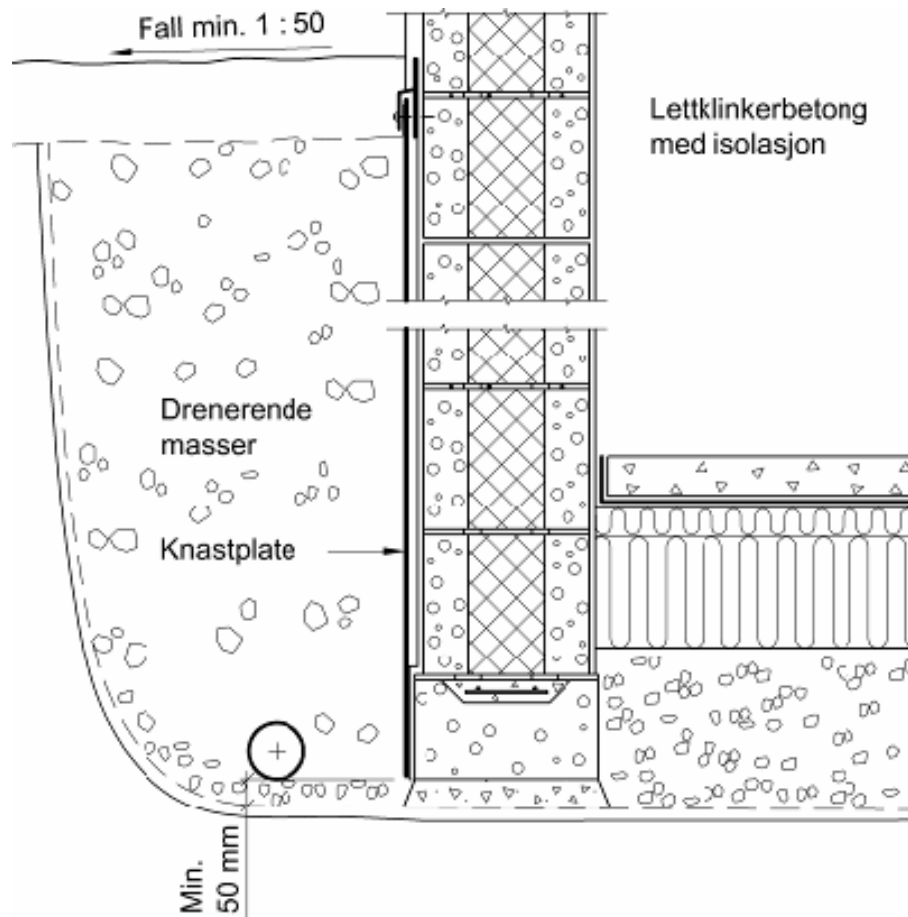 Fall min. 1 : 50
Lettklinkerbetong
med isolasjon
Drenerende
masser
Knastplate
Min.
50 mm